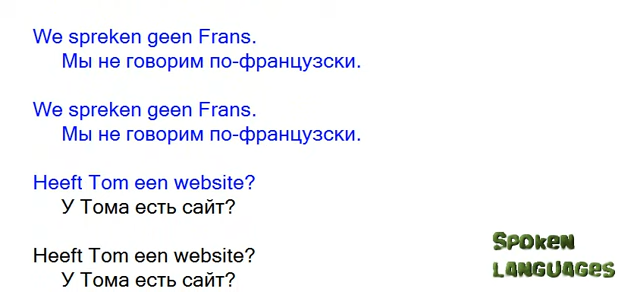 We spreken geen Frans.
Мы не говорим по-французски.
We spreken geen Frans.
Мы не говорим по-французски.
Heeft Tom een website?
У Тома есть сайт?
Heeft Tom een website?
У Тома есть сайт?
Spoken
Languages